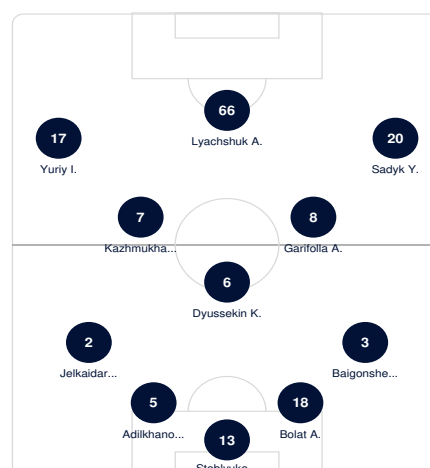 66
Lyachshuk A.
17
Yuriy I.
20
Sadyk Y.
7
Kazhmukha...
8
Garifolla A.
6
Dyussekin K.
2
Jelkaidar...
3
Baigonshe...
5
Adilkhano...
18
Bolat A.
13